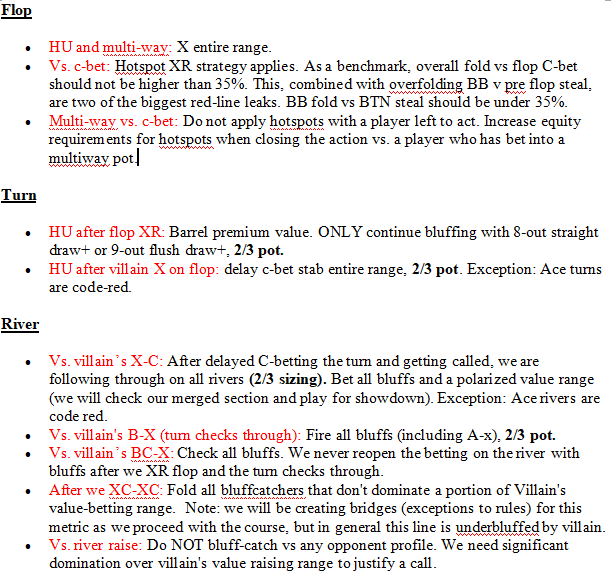 Flop
• HU and multi-way: X entire range.
• Vs. c-bet: Hotspot XR strategy applies. As a benchmark, overall fold vs flop C-bet
should not be higher than 35%. This, combined with overfolding BB v pre flop steal,
are two of the biggest red-line leaks. BB fold vs BTN steal should be under 35%.
• Multi-way vs. c-bet: Do not apply hotspots with a player left to act. Increase equity
requirements for hotspots when closing the action vs. a player who has bet into a
multiway pot.
Turn
• HU after flop XR: Barrel premium value. ONLY continue bluffing with 8-out straight
draw+ or 9-out flush draw+, 2/3 pot.
• HU after villain X on flop: delay c-bet stab entire range, 2/3 pot. Exception: Ace turns
are code-red.
River
• Vs. villain's X-C: After delayed C-betting the turn and getting called, we are
following through on all rivers (2/3 sizing). Bet all bluffs and a polarized value range
(we will check our merged section and play for showdown). Exception: Ace rivers are
code red.
• Vs. villain's B-X (turn checks through): Fire all bluffs (including A-x), 2/3 pot.
• Vs. villain's BC-X: Check all bluffs. We never reopen the betting on the river with
bluffs after we XR flop and the turn checks through.
• After we XC-XC: Fold all bluffcatchers that don't dominate a portion of Villain's
value-betting range.  Note: we will be creating bridges (exceptions to rules) for this
metric as we proceed with the course, but in general this line is underbluffed by villain.
• Vs. river raise: Do NOT bluff-catch vs any opponent profile. We need significant
domination over villain's value raising range to justify a call.